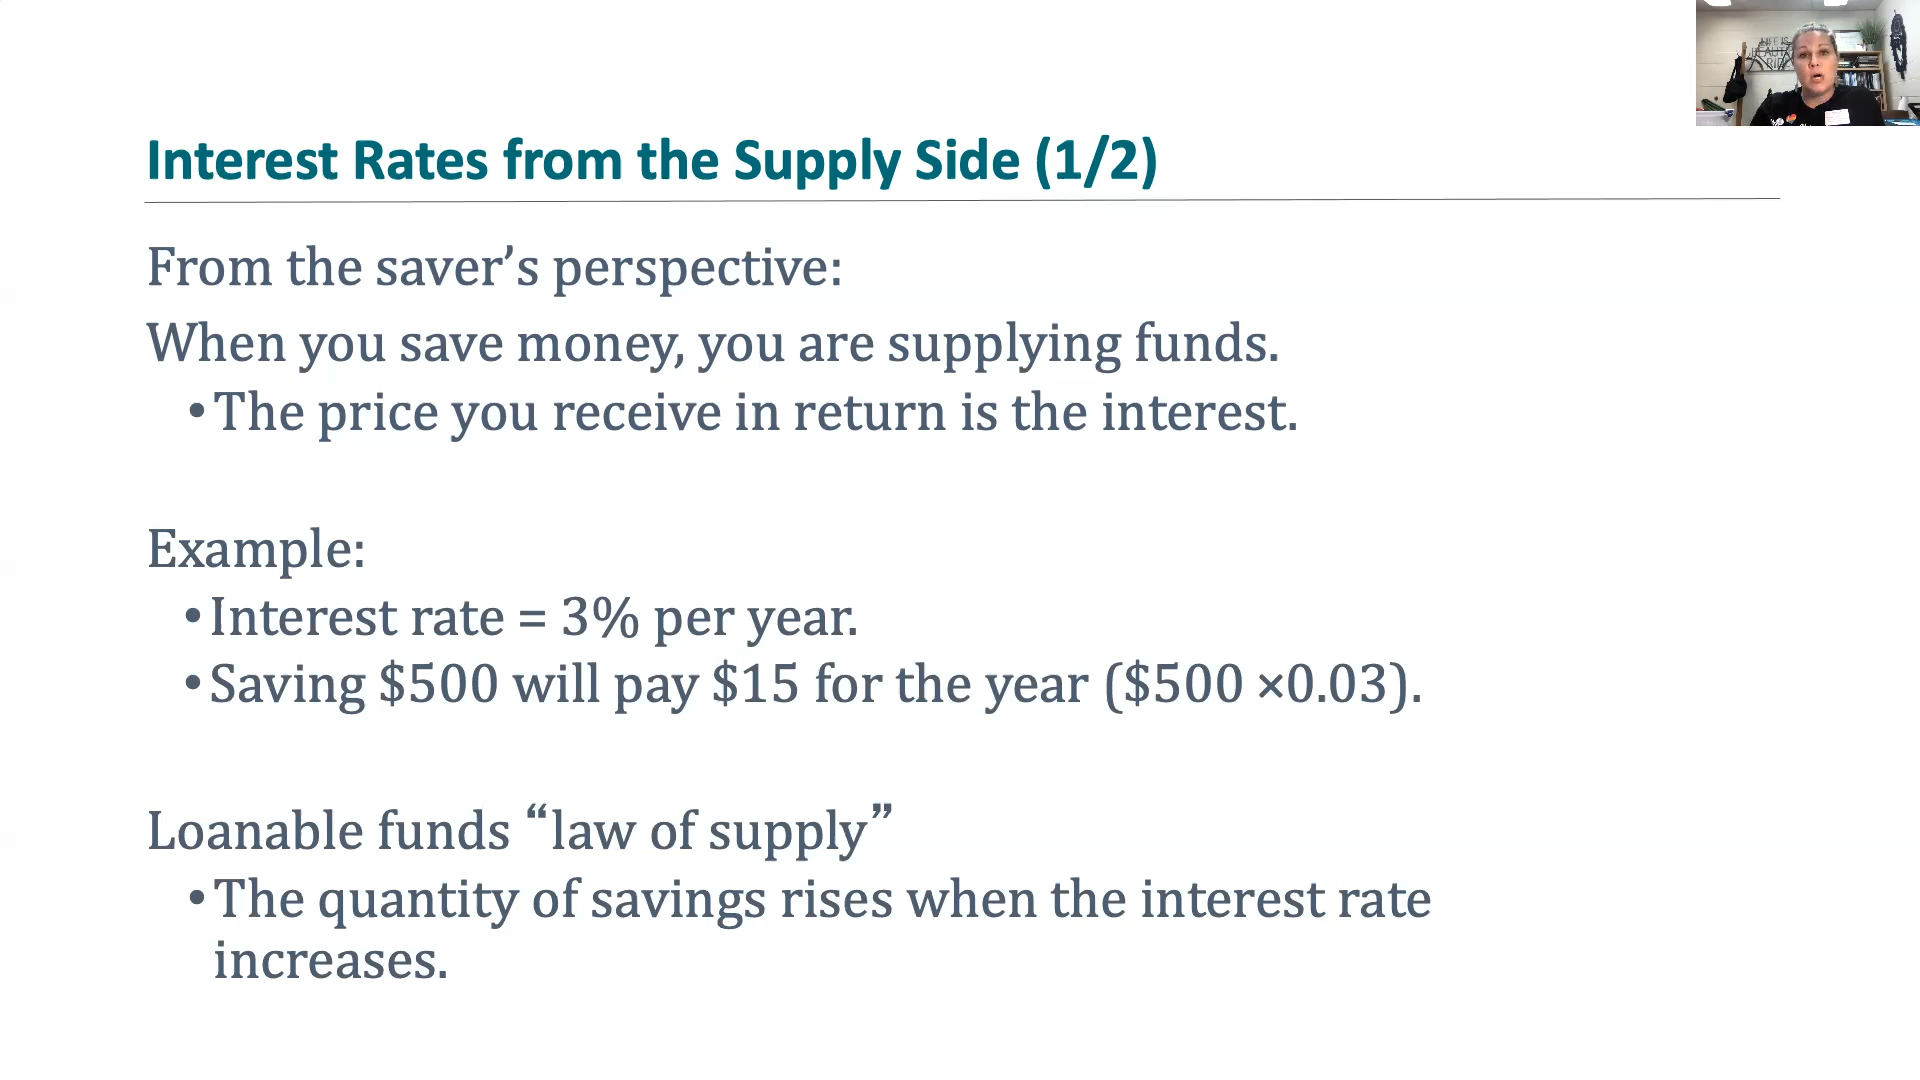 Interest Rates from the Supply Side (1/2)
From the saver’s perspective:
When you save money, you are supplying funds.
• The price you receive in return is the interest.
Example:
• Interest rate = 3% per year.
• Saving $500 will pay $15 for the year ($500 ×0.03).
Loanable funds “law of supply”
• The quantity of savings rises when the interest rate
increases.
LIFE IS